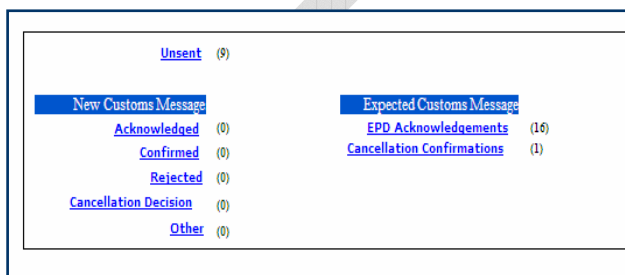 Unsent (9)
New Customs Message
Acknowledged (0)
Confirmed (0)
Rejected (0)
Cancellation Decision (0)
Other (0)
Expected Customs Message
EPD Acknowledgements (16)
Cancellation Confirmations (1)